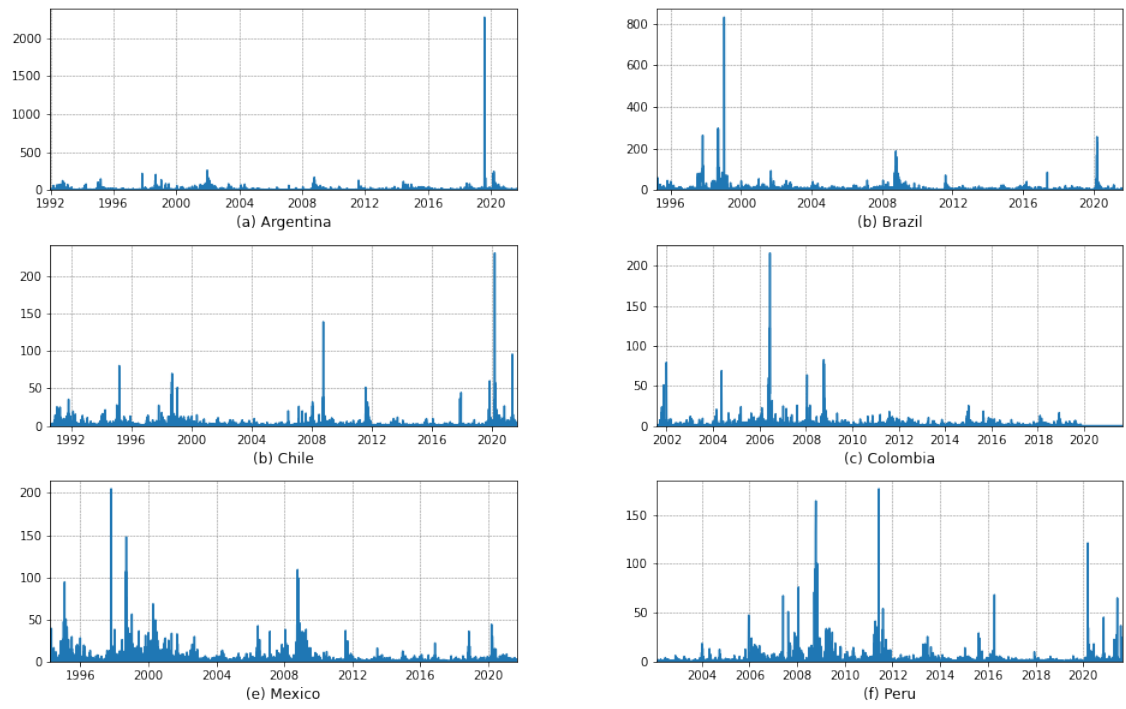 2000
1500
1000
500
0
1992 1996 2000 2004 2008 2012 2016 2020
(a) Argentina
800
600
400
200
0
1996 2000 2004 2008 2012 2016 2020
(b) Brazil
200
150
100
50
0
1992 1996 2000 2004 2008 2012 2016 2020
(b) Chile
200
150
100
50
0
2002 2004 2006 2008 2010 2012 2014 2016 2018 2020
(c) Colombia
200
150
100
50
0
1996 2000 2004 2008 2012 2016 2020
(e) Mexico
150
100
50
0
2004 2006 2008 2010 2012 2014 2016 2018 2020
(f) Peru